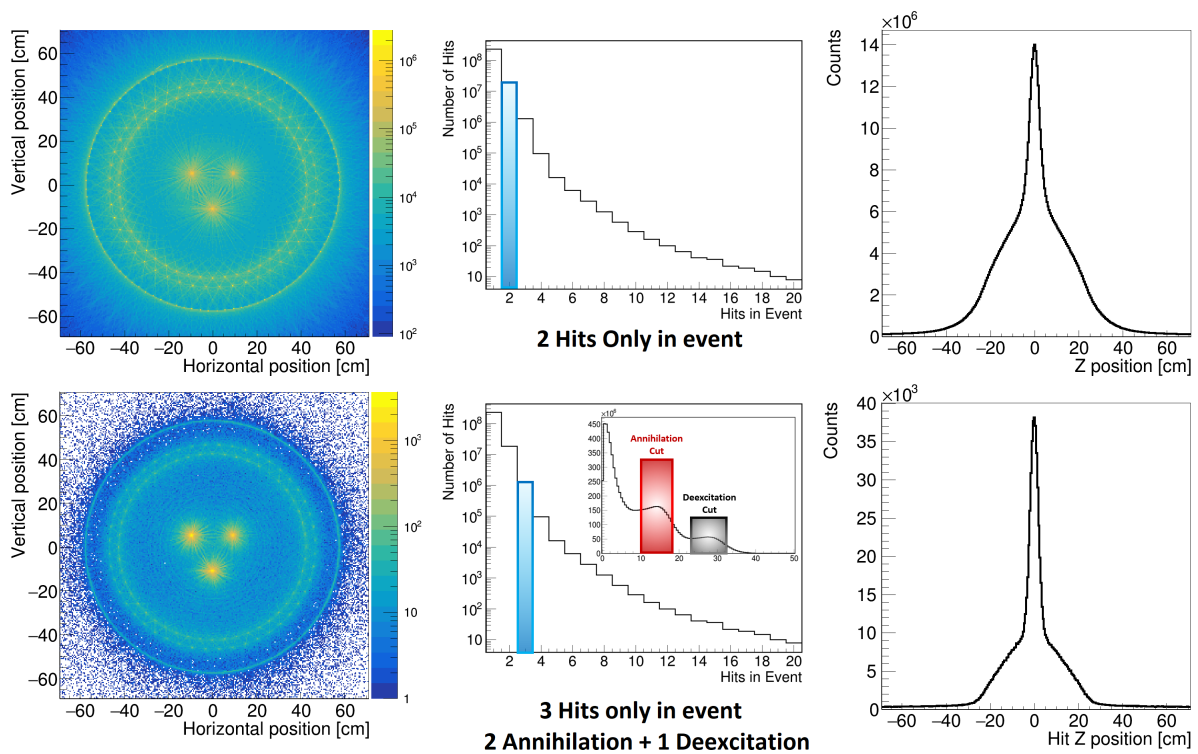 Vertical position [cm]
60
40
20
0
−20
−40
−60
−60 −40 −20 0 20 40 60
Horizontal position [cm]
10⁶
10⁵
10⁴
10³
10²
Number of Hits
10⁸
10⁷
10⁶
10⁵
10⁴
10³
10²
10
2 4 6 8 10 12 14 16 18 20
Hits in Event
2 Hits Only in event
×10⁶
Counts
14
12
10
8
6
4
2
0
−60 −40 −20 0 20 40 60
Z position [cm]
Vertical position [cm]
60
40
20
0
−20
−40
−60
−60 −40 −20 0 20 40 60
Horizontal position [cm]
10³
10²
10
1
Number of Hits
10⁸
10⁷
10⁶
10⁵
10⁴
10³
10²
10
2 4 6 8 10 12 14 16 18 20
Hits in Event
450
400
350
300
250
200
150
100
50
0
0 10 20 30 40 50
Annihilation
Cut
Deexcitation
Cut
3 Hits only in event
2 Annihilation + 1 Deexcitation
×10³
Counts
40
35
30
25
20
15
10
5
0
−60 −40 −20 0 20 40 60
Hit Z position [cm]